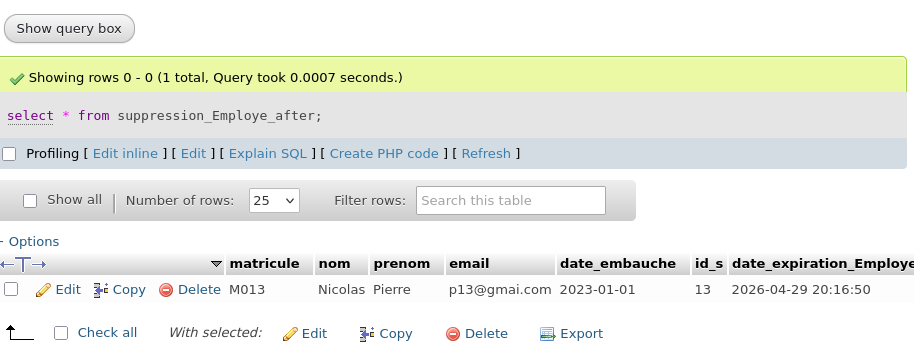 Show query box
Showing rows 0 - 0 (1 total, Query took 0.0007 seconds.)
select * from suppression_Employe_after;
Profiling [ Edit inline ] [ Edit ] [ Explain SQL ] [ Create PHP code ] [ Refresh ]
Show all Number of rows: 25 Filter rows: Search this table
Options
matricule nom prenom email date_embauche id_s date_expiration_Employe
Edit Copy Delete M013 Nicolas Pierre p13@gmai.com 2023-01-01 13 2026-04-29 20:16:50
Check all With selected: Edit Copy Delete Export